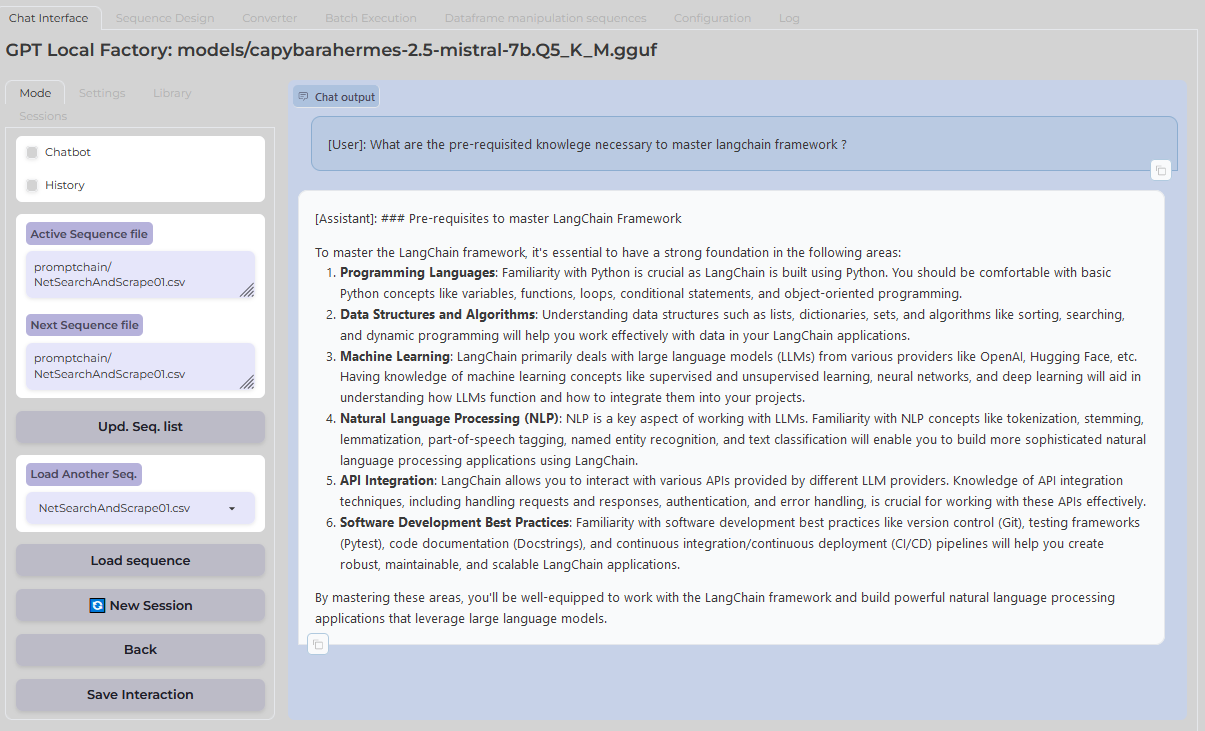 Chat Interface
Sequence Design
Converter
Batch Execution
Dataframe manipulation sequences
Configuration
Log
GPT Local Factory: models/capybarahermes-2.5-mistral-7b.Q5_K_M.gguf
Mode
Settings
Library
Sessions
Chatbot
History
Active Sequence file
promptchain/
NetSearchAndScrape01.csv
Next Sequence file
promptchain/
NetSearchAndScrape01.csv
Upd. Seq. list
Load Another Seq.
NetSearchAndScrape01.csv
Load sequence
New Session
Back
Save Interaction
Chat output
[User]: What are the pre-requisited knowlege necessary to master langchain framework ?
[Assistant]: ### Pre-requisites to master LangChain Framework
To master the LangChain framework, it's essential to have a strong foundation in the following areas:
1. Programming Languages: Familiarity with Python is crucial as LangChain is built using Python. You should be comfortable with basic
Python concepts like variables, functions, loops, conditional statements, and object-oriented programming.
2. Data Structures and Algorithms: Understanding data structures such as lists, dictionaries, sets, and algorithms like sorting, searching,
and dynamic programming will help you work effectively with data in your LangChain applications.
3. Machine Learning: LangChain primarily deals with large language models (LLMs) from various providers like OpenAI, Hugging Face, etc.
Having knowledge of machine learning concepts like supervised and unsupervised learning, neural networks, and deep learning will aid in
understanding how LLMs function and how to integrate them into your projects.
4. Natural Language Processing (NLP): NLP is a key aspect of working with LLMs. Familiarity with NLP concepts like tokenization, stemming,
lemmatization, part-of-speech tagging, named entity recognition, and text classification will enable you to build more sophisticated natural
language processing applications using LangChain.
5. API Integration: LangChain allows you to interact with various APIs provided by different LLM providers. Knowledge of API integration
techniques, including handling requests and responses, authentication, and error handling, is crucial for working with these APIs effectively.
6. Software Development Best Practices: Familiarity with software development best practices like version control (Git), testing frameworks
(Pytest), code documentation (Docstrings), and continuous integration/continuous deployment (CI/CD) pipelines will help you create
robust, maintainable, and scalable LangChain applications.
By mastering these areas, you'll be well-equipped to work with the LangChain framework and build powerful natural language processing
applications that leverage large language models.